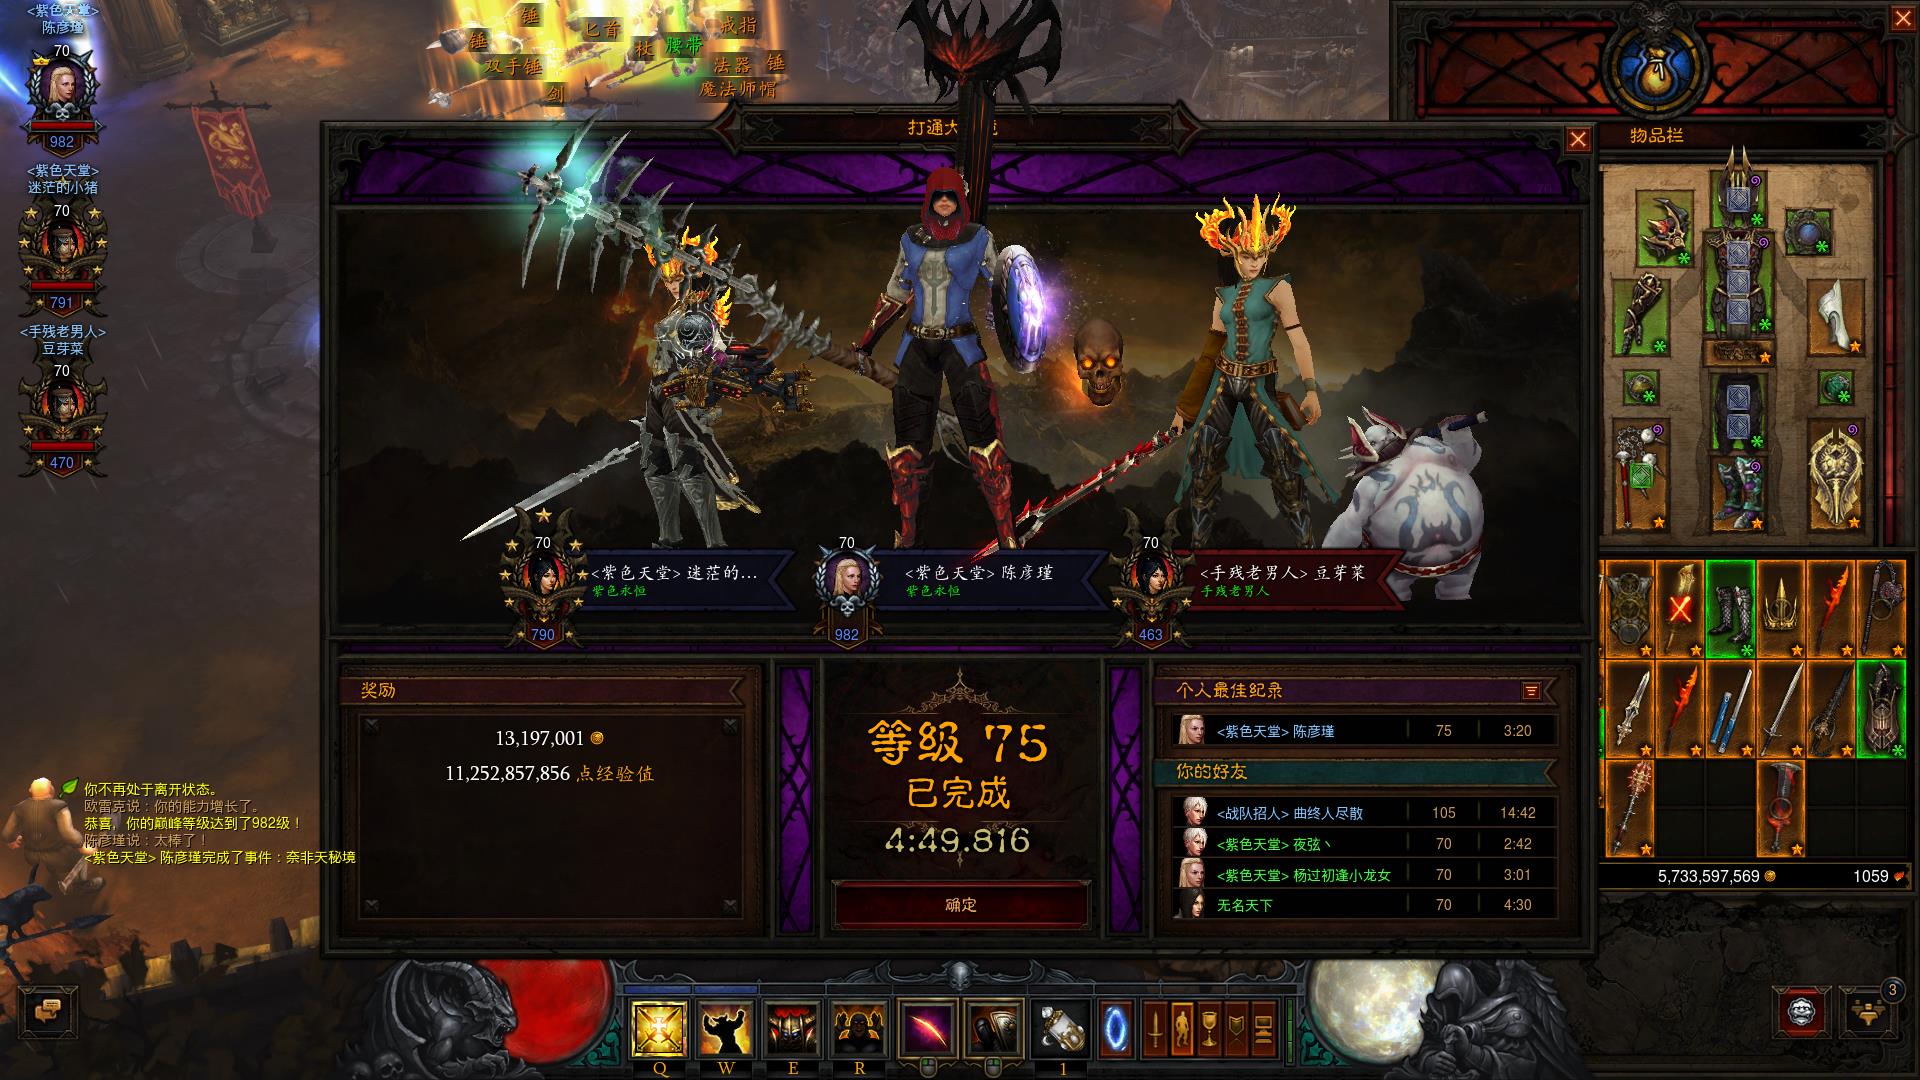 <紫色天堂>
陈彦瑾
70
982
<紫色天堂>
迷茫的小猪
70
791
<手残老男人>
豆芽菜
70
470
锤
锤
双手锤
剑
匕首
杖
腰带
戒指
法器
锤
魔法师帽
打通大
物品栏
70
<紫色天堂> 迷茫的...
紫色永恒
790
70
<紫色天堂> 陈彦瑾
紫色永恒
982
70
<手残老男人> 豆芽菜
手残老男人
463
奖励
13,197,001
11,252,857,856 点经验值
等级 75
已完成
4:49.816
确定
个人最佳纪录
<紫色天堂> 陈彦瑾 75 3:20
你的好友
<战队招人> 曲终人尽散 105 14:42
<紫色天堂> 夜弦丶 70 2:42
<紫色天堂> 杨过初逢小龙女 70 3:01
无名天下 70 4:30
5,733,597,569 1059
你不再处于离开状态。
欧雷克说：你的能力增长了。
恭喜，你的巅峰等级达到了982级！
陈彦瑾说：太棒了！
<紫色天堂> 陈彦瑾完成了事件：奈非天秘境
Q W E R 1
3